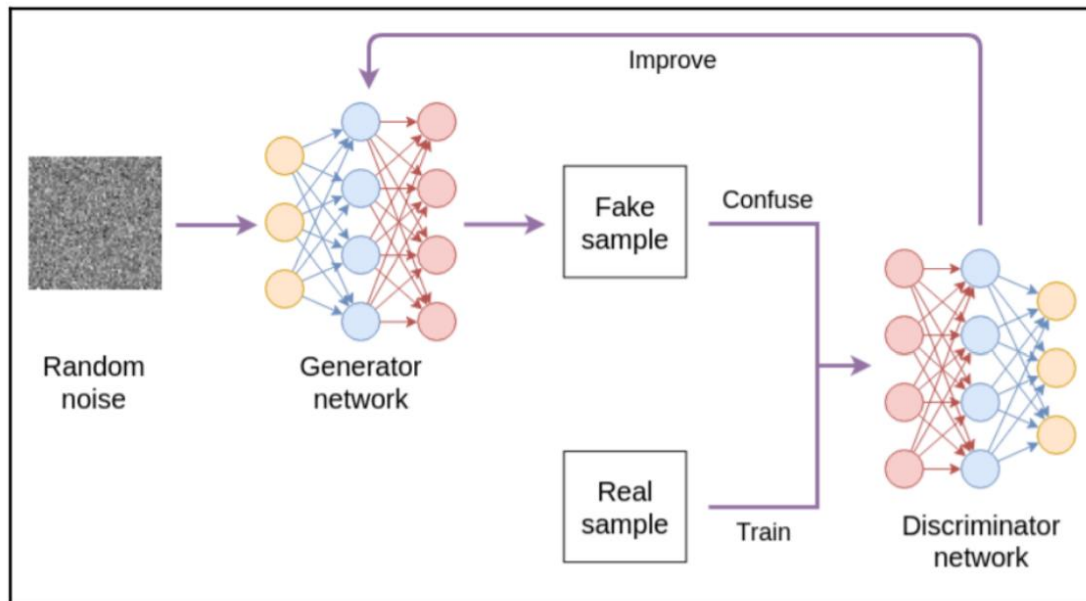 Improve
Random
noise
Generator
network
Fake
sample
Confuse
Real
sample
Train
Discriminator
network